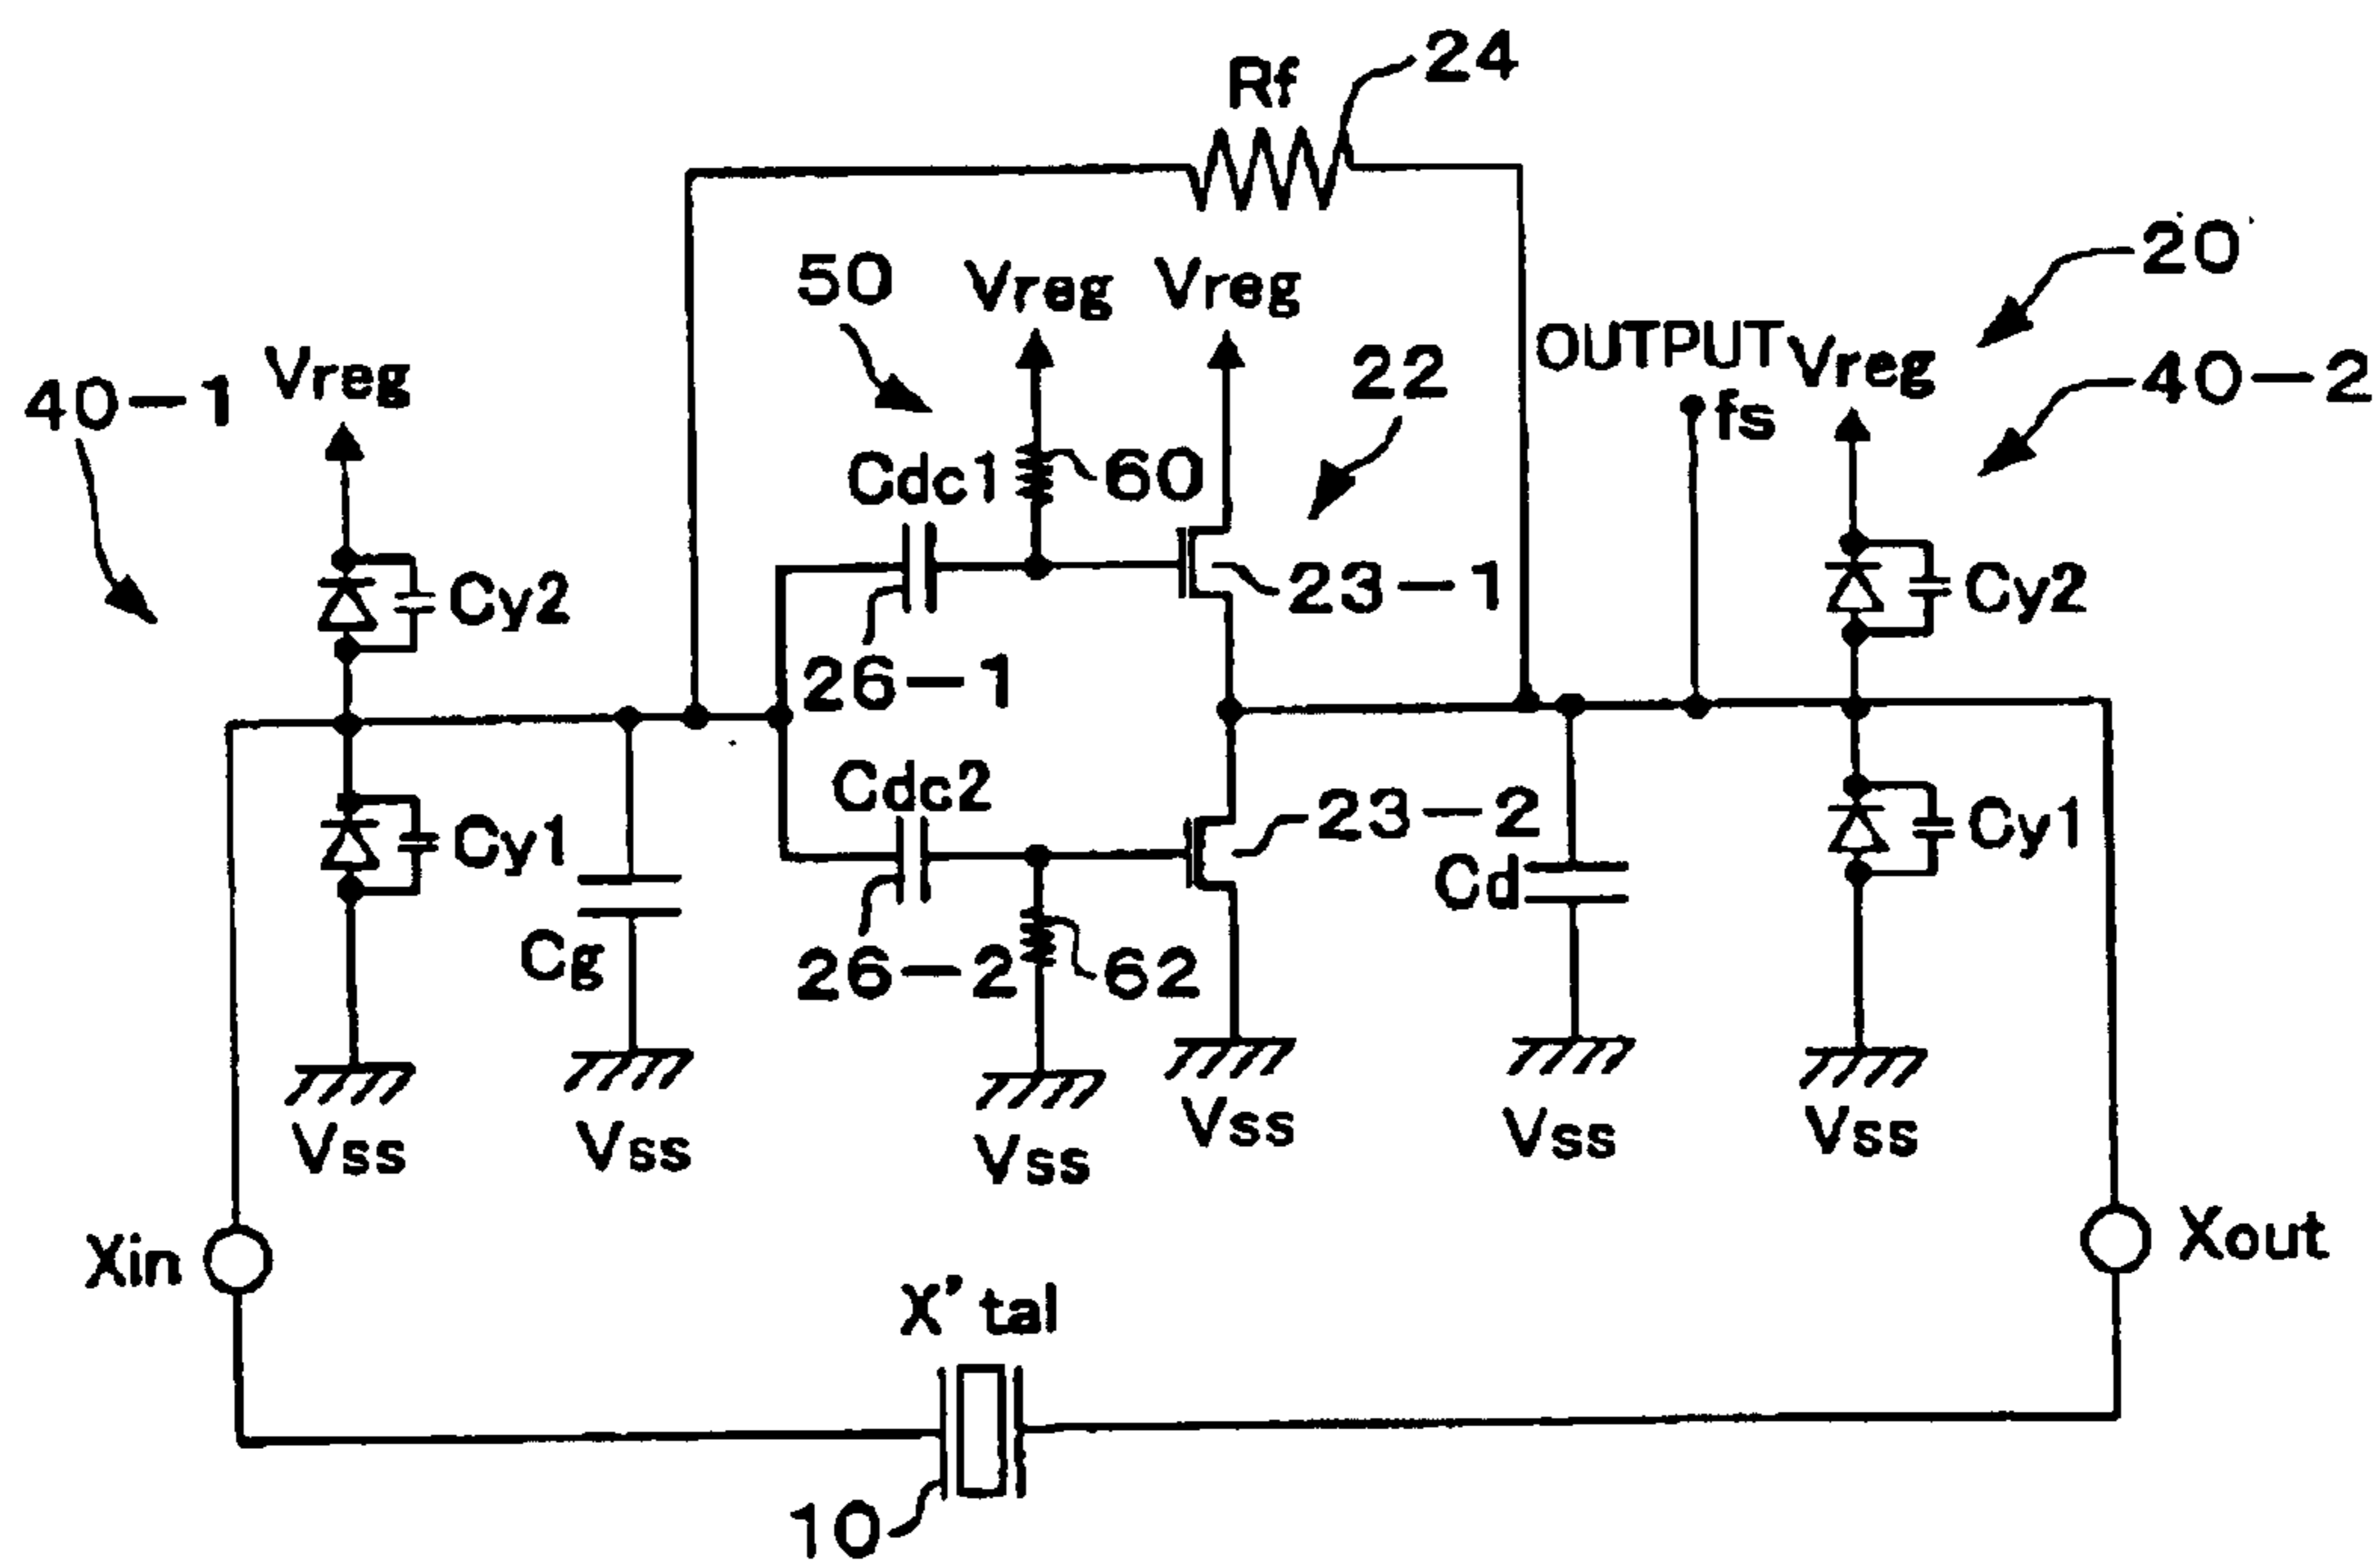 Rf
24
50
Vreg
Vreg
22
OUTPUT
fs
Vreg
20
40-1
Vreg
40-2
Cdc1
60
Cy2
23-1
Cy2
26-1
Cdc2
23-2
Cy1
Cg
26-2
62
Cd
Cy1
Vss
Vss
Vss
Vss
Vss
Vss
Xin
Xout
X'tal
10